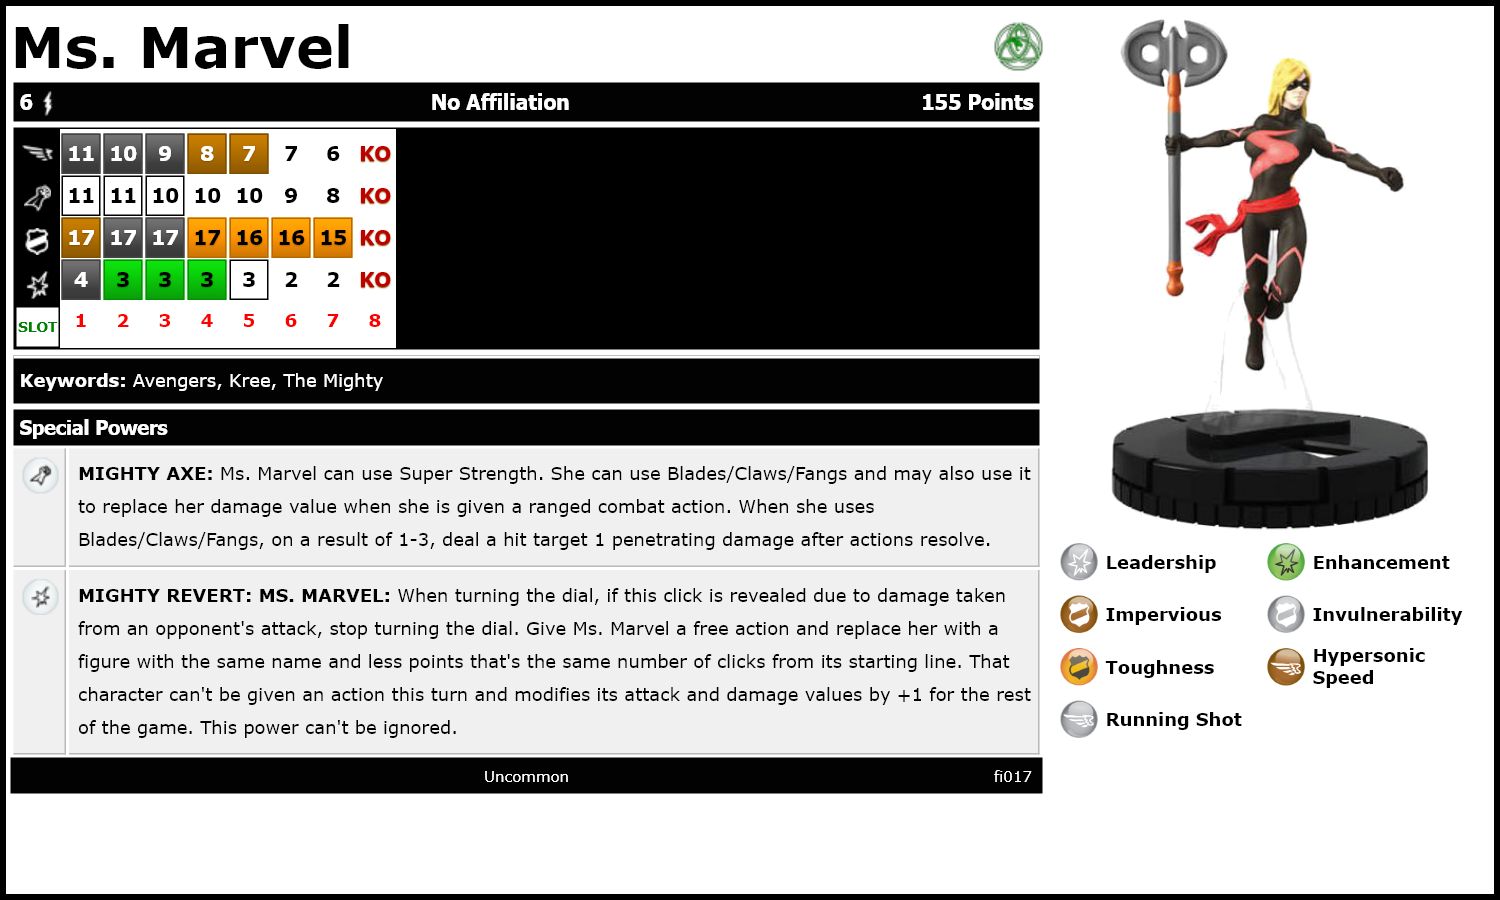 Ms. Marvel
6 No Affiliation 155 Points
11 10 9 8 7 7 6 KO
11 11 10 10 10 9 8 KO
17 17 17 17 16 16 15 KO
4 3 3 3 3 2 2 KO
SLOT 1 2 3 4 5 6 7 8
Keywords: Avengers, Kree, The Mighty
Special Powers
MIGHTY AXE: Ms. Marvel can use Super Strength. She can use Blades/Claws/Fangs and may also use it
to replace her damage value when she is given a ranged combat action. When she uses
Blades/Claws/Fangs, on a result of 1-3, deal a hit target 1 penetrating damage after actions resolve.
MIGHTY REVERT: MS. MARVEL: When turning the dial, if this click is revealed due to damage taken
from an opponent's attack, stop turning the dial. Give Ms. Marvel a free action and replace her with a
figure with the same name and less points that's the same number of clicks from its starting line. That
character can't be given an action this turn and modifies its attack and damage values by +1 for the rest
of the game. This power can't be ignored.
Uncommon fi017
Leadership Enhancement
Impervious Invulnerability
Toughness Hypersonic
Speed
Running Shot